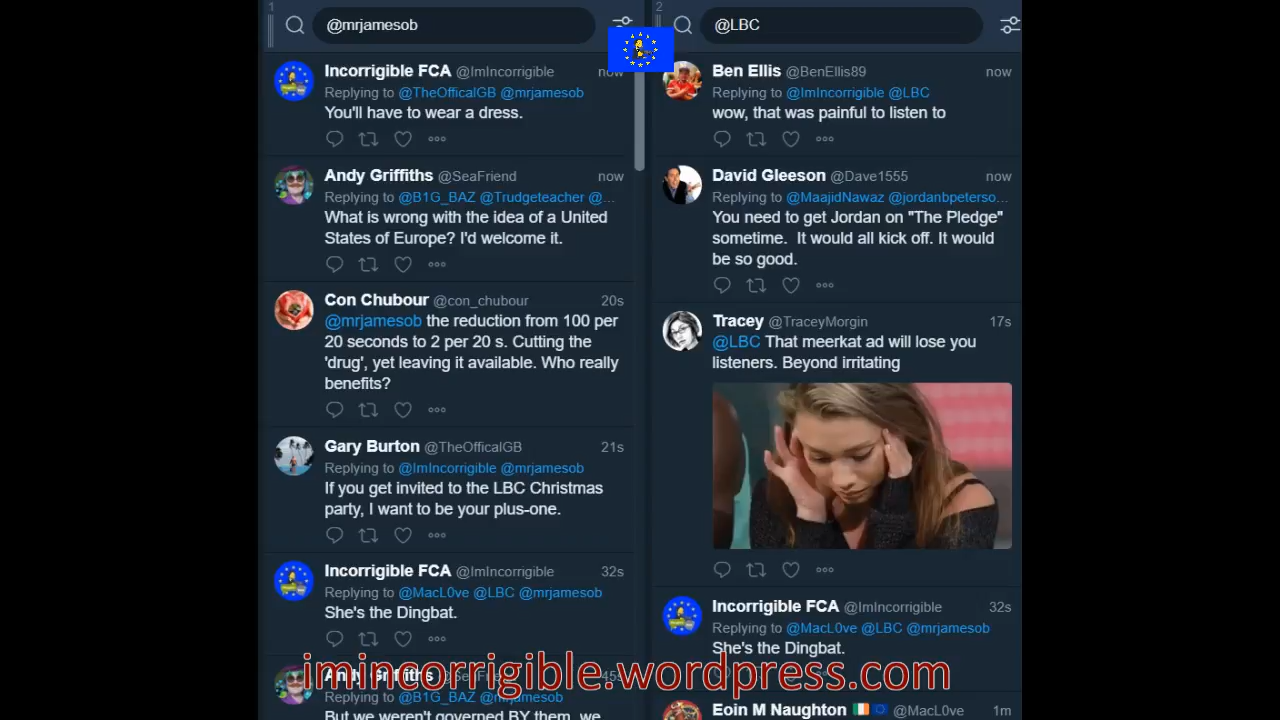 1
@mrjamesob
Incorrigible FCA @ImIncorrigible now
Replying to @TheOfficalGB @mrjamesob
You'll have to wear a dress.
Andy Griffiths @SeaFriend now
Replying to @B1G_BAZ @Trudgeteacher @...
What is wrong with the idea of a United
States of Europe? I'd welcome it.
Con Chubour @con_chubour 20s
@mrjamesob the reduction from 100 per
20 seconds to 2 per 20 s. Cutting the
'drug', yet leaving it available. Who really
benefits?
Gary Burton @TheOfficalGB 21s
Replying to @ImIncorrigible @mrjamesob
If you get invited to the LBC Christmas
party, I want to be your plus-one.
Incorrigible FCA @ImIncorrigible 32s
Replying to @MacL0ve @LBC @mrjamesob
She's the Dingbat.
Andy Griffiths @SeaFriend 45s
Replying to @B1G_BAZ @mrjamesob
But we weren't governed BY them, we
2
@LBC
Ben Ellis @BenEllis89 now
Replying to @ImIncorrigible @LBC
wow, that was painful to listen to
David Gleeson @Dave1555 now
Replying to @MaajidNawaz @jordanbpeterso...
You need to get Jordan on "The Pledge"
sometime. It would all kick off. It would
be so good.
Tracey @TraceyMorgin 17s
@LBC That meerkat ad will lose you
listeners. Beyond irritating
Incorrigible FCA @ImIncorrigible 32s
Replying to @MacL0ve @LBC @mrjamesob
She's the Dingbat.
Eoin M Naughton 🇮🇪 🇪🇺 @MacL0ve 1m
imincorrigible.wordpress.com